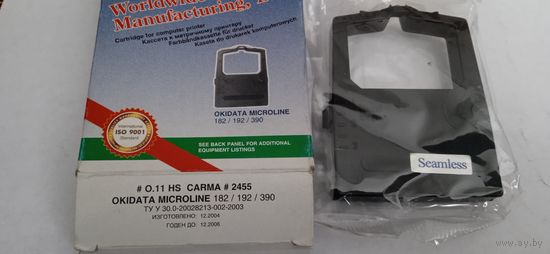 Worldwide
Manufacturing,
Cartridge for computer printer
Кассета к матричному принтеру
Farbbandkassette für drucker
Kaseta do drukarek komputerowych
OKIDATA MICROLINE
182 / 192 / 390
International
ISO 9001
Standard
SEE BACK PANEL FOR ADDITIONAL
EQUIPMENT LISTINGS
# O.11 HS CARMA # 2455
OKIDATA MICROLINE 182 / 192 / 390
ТУ У 30.0-20028213-002-2003
ИЗГОТОВЛЕНО: 12.2004
ГОДЕН ДО: 12.2006
Seamless
ay.by